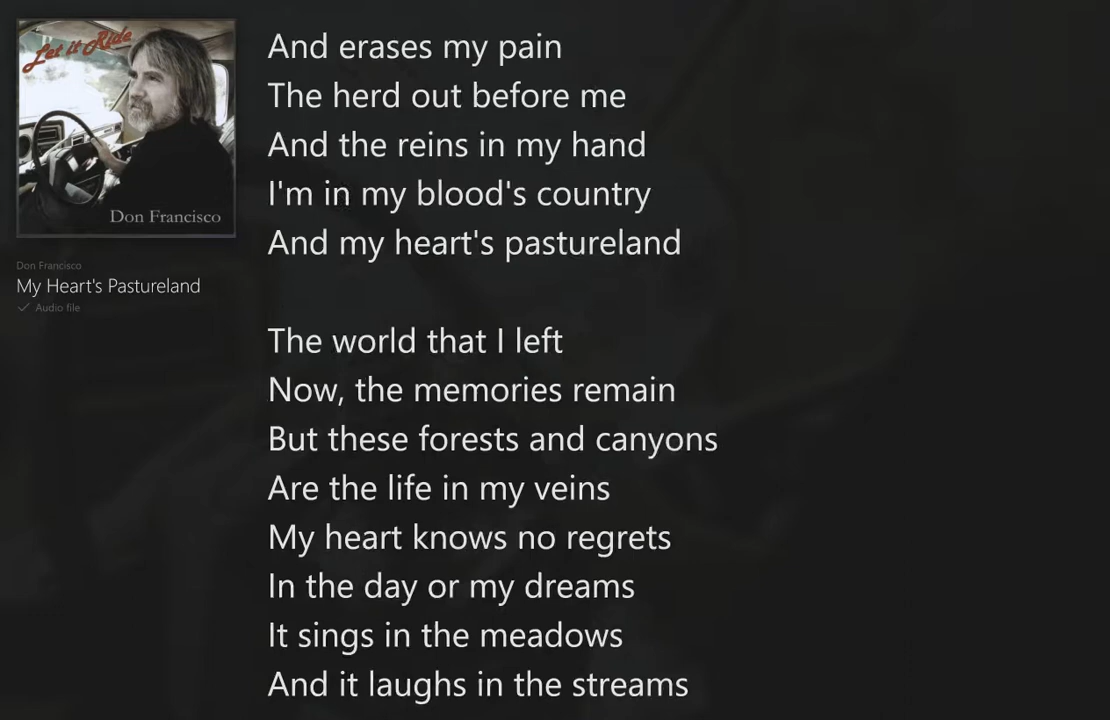 Let it Ride
Don Francisco
Don Francisco
My Heart's Pastureland
Audio file
And erases my pain
The herd out before me
And the reins in my hand
I'm in my blood's country
And my heart's pastureland
The world that I left
Now, the memories remain
But these forests and canyons
Are the life in my veins
My heart knows no regrets
In the day or my dreams
It sings in the meadows
And it laughs in the streams